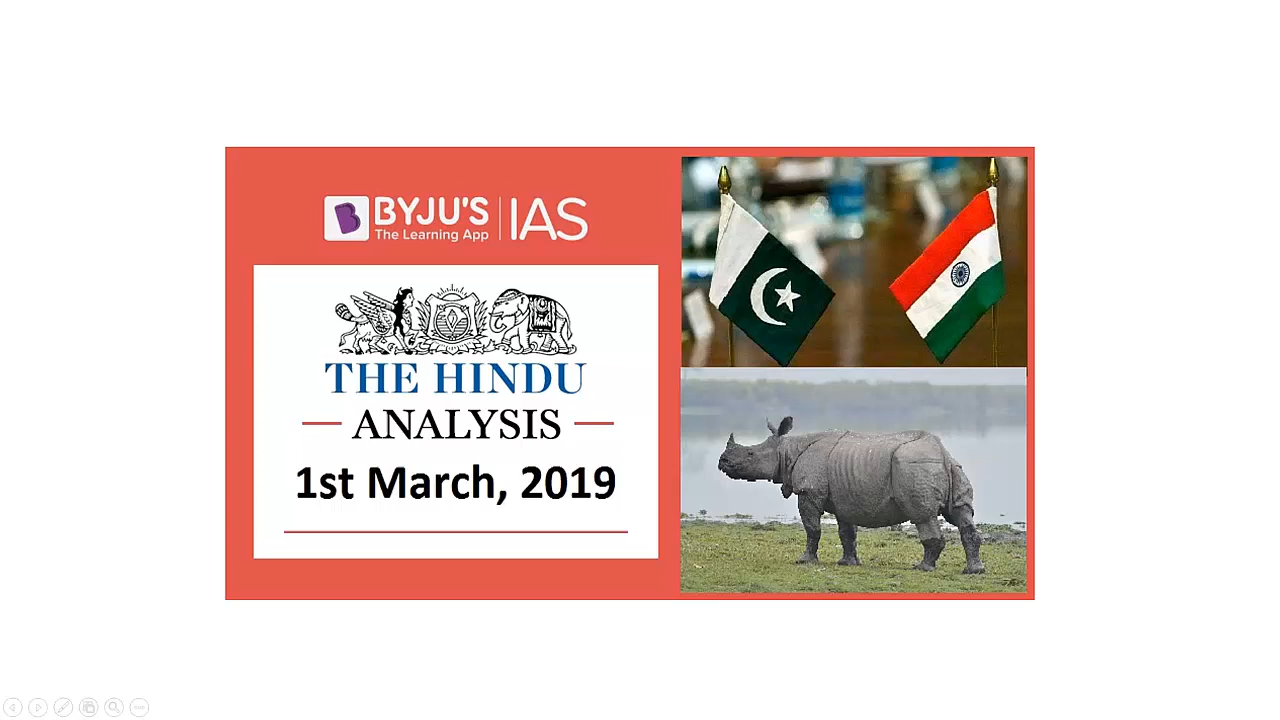 BYJU'S
The Learning App
IAS
THE HINDU
ANALYSIS
1st March, 2019